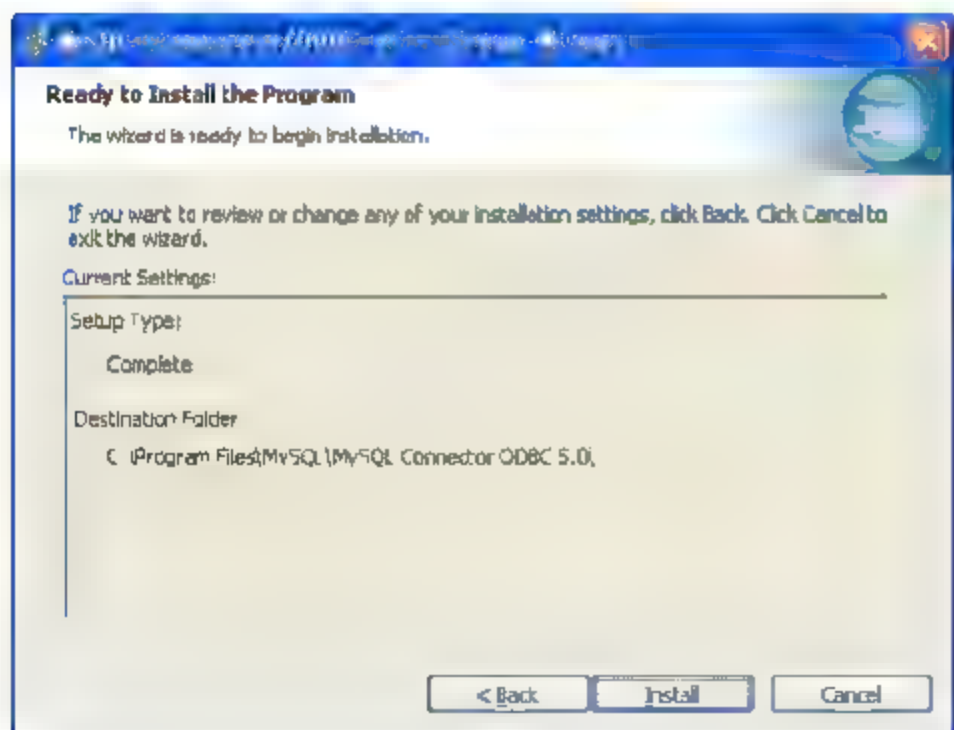 Ready to Install the Program
The wizard is ready to begin installation.
If you want to review or change any of your installation settings, click Back. Click Cancel to
exit the wizard.
Current Settings:
Setup Type:
Complete
Destination Folder
C:\Program Files\MySQL\MySQL Connector ODBC 5.0\
< Back Install Cancel